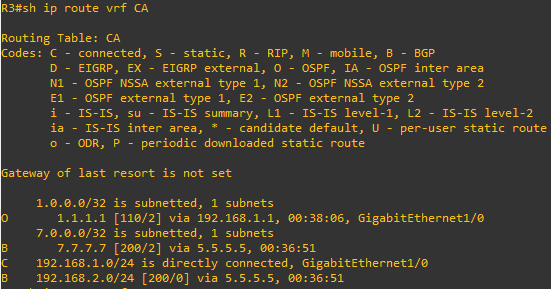 R3#sh ip route vrf CA
Routing Table: CA
Codes: C - connected, S - static, R - RIP, M - mobile, B - BGP
D - EIGRP, EX - EIGRP external, O - OSPF, IA - OSPF inter area
N1 - OSPF NSSA external type 1, N2 - OSPF NSSA external type 2
E1 - OSPF external type 1, E2 - OSPF external type 2
i - IS-IS, su - IS-IS summary, L1 - IS-IS level-1, L2 - IS-IS level-2
ia - IS-IS inter area, * - candidate default, U - per-user static route
o - ODR, P - periodic downloaded static route
Gateway of last resort is not set
1.0.0.0/32 is subnetted, 1 subnets
O 1.1.1.1 [110/2] via 192.168.1.1, 00:38:06, GigabitEthernet1/0
7.0.0.0/32 is subnetted, 1 subnets
B 7.7.7.7 [200/2] via 5.5.5.5, 00:36:51
C 192.168.1.0/24 is directly connected, GigabitEthernet1/0
B 192.168.2.0/24 [200/0] via 5.5.5.5, 00:36:51